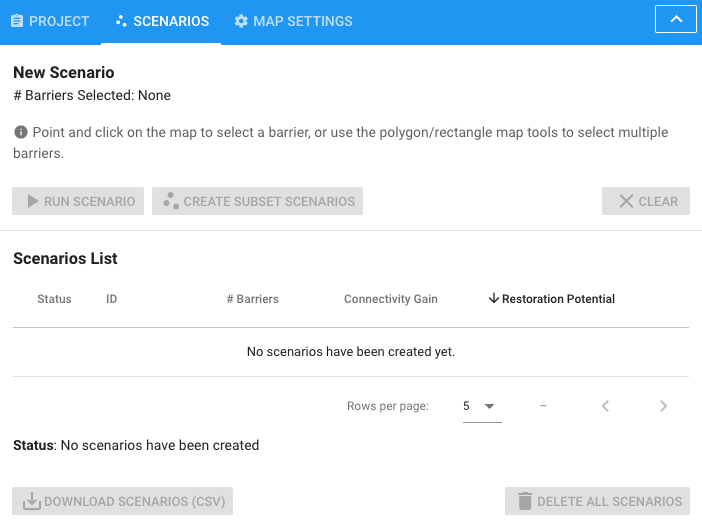 PROJECT SCENARIOS MAP SETTINGS
New Scenario
# Barriers Selected: None
Point and click on the map to select a barrier, or use the polygon/rectangle map tools to select multiple
barriers.
RUN SCENARIO CREATE SUBSET SCENARIOS CLEAR
Scenarios List
Status ID # Barriers Connectivity Gain Restoration Potential
No scenarios have been created yet.
Rows per page: 5 –
Status: No scenarios have been created
DOWNLOAD SCENARIOS (CSV) DELETE ALL SCENARIOS